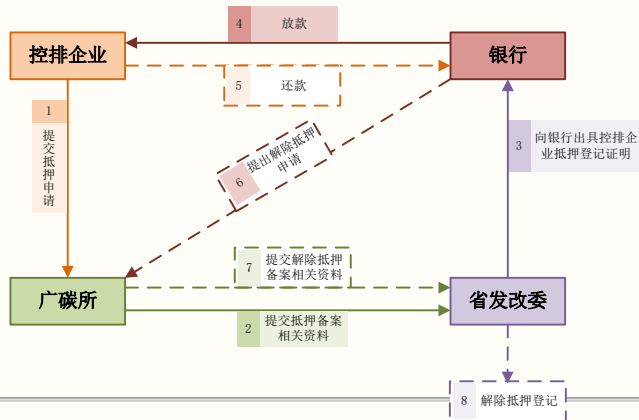 4 放款
控排企业
银行
5 还款
1
提交抵押申请
6 提出解除抵押
申请
3 向银行出具控排企
业抵押登记证明
7 提交解除抵押
备案相关资料
广碳所
省发改委
2 提交抵押备案
相关资料
8 解除抵押登记